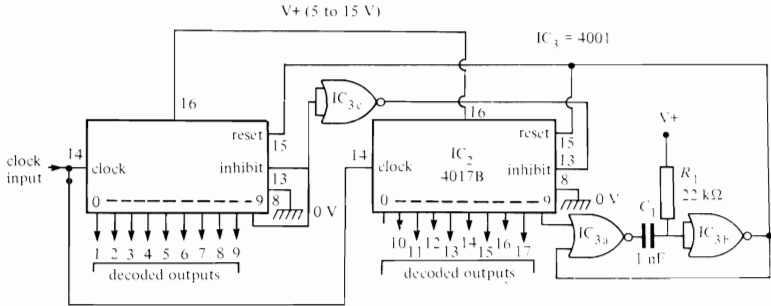 V+ (5 to 15 V)
IC3 = 4001
16
IC3c
16
reset
15
reset
15
V+
14
clock input
clock
inhibit
13
8
0 V
0
9
14
clock
IC2
4017B
inhibit
13
8
0 V
0
9
R1
22 kΩ
C1
1 nF
IC3a
IC3b
1 2 3 4 5 6 7 8 9
decoded outputs
10 11 12 13 14 15 16 17
decoded outputs